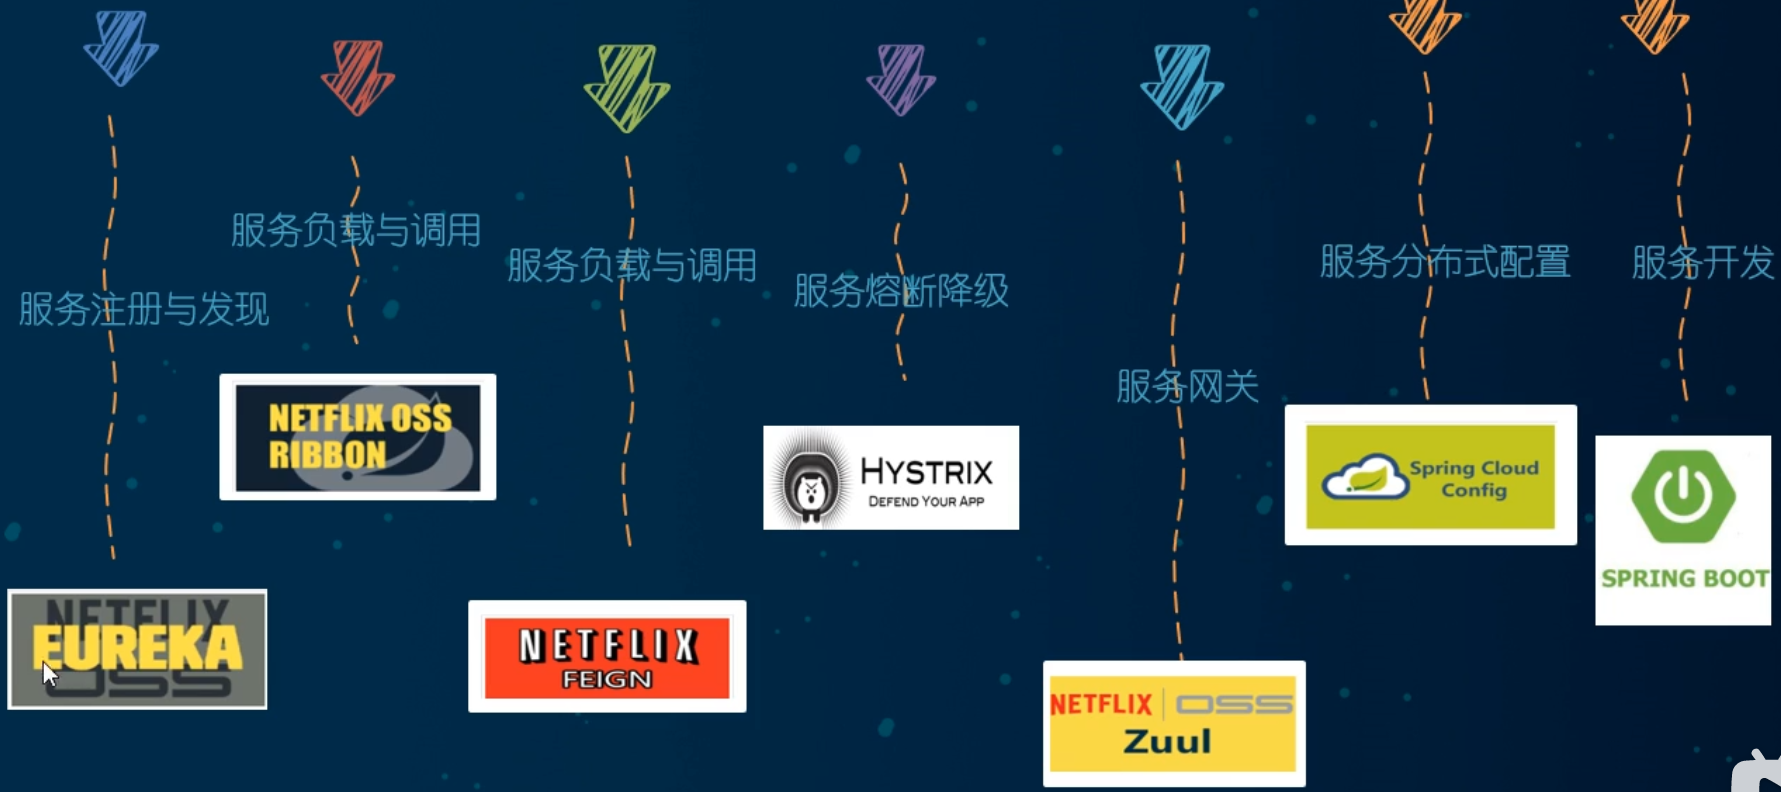 服务注册与发现
NETFLIX
EUREKA
OSS
服务负载与调用
NETFLIX OSS
RIBBON
服务负载与调用
NETFLIX
FEIGN
服务熔断降级
HYSTRIX
DEFEND YOUR APP
服务网关
NETFLIX OSS
Zuul
服务分布式配置
Spring Cloud
Config
服务开发
SPRING BOOT